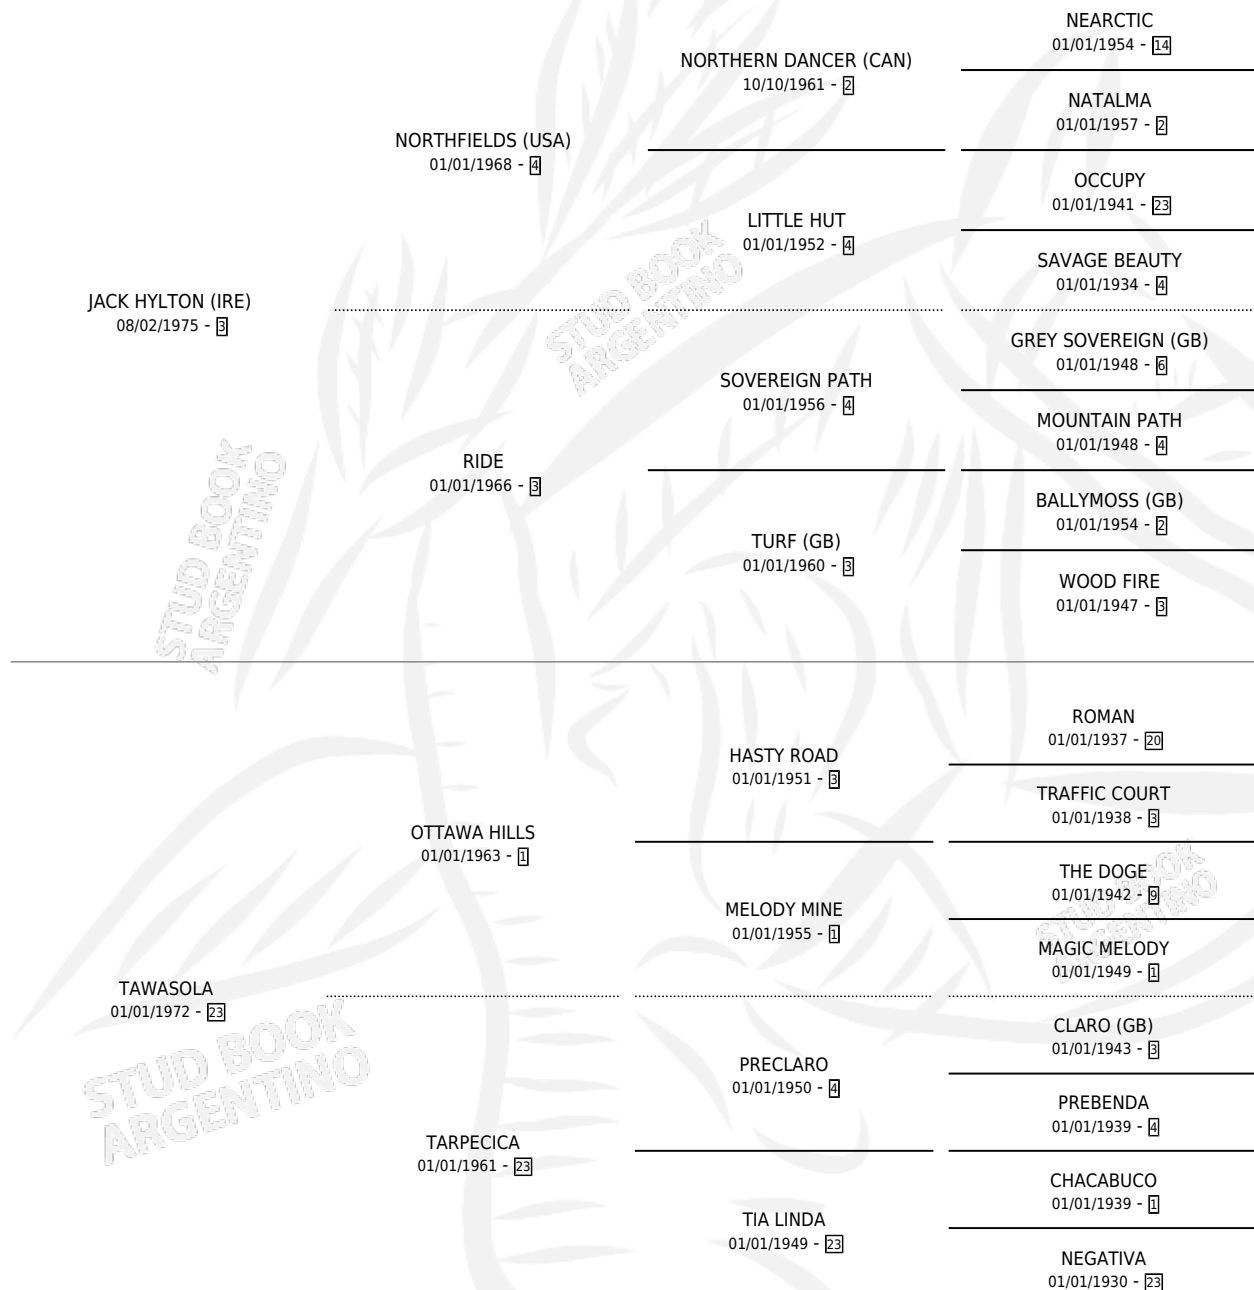 NEARCTIC
01/01/1954 - 14
NORTHERN DANCER (CAN)
10/10/1961 - 2
NATALMA
01/01/1957 - 2
NORTHFIELDS (USA)
01/01/1968 - 4
OCCUPY
01/01/1941 - 23
LITTLE HUT
01/01/1952 - 4
SAVAGE BEAUTY
01/01/1934 - 4
JACK HYLTON (IRE)
08/02/1975 - 3
GREY SOVEREIGN (GB)
01/01/1948 - 6
SOVEREIGN PATH
01/01/1956 - 4
MOUNTAIN PATH
01/01/1948 - 4
RIDE
01/01/1966 - 3
BALLYMOSS (GB)
01/01/1954 - 2
TURF (GB)
01/01/1960 - 3
WOOD FIRE
01/01/1947 - 3
STUD BOOK
ARGENTINO
STUD BOOK
ARGENTINO
ROMAN
01/01/1937 - 20
HASTY ROAD
01/01/1951 - 3
TRAFFIC COURT
01/01/1938 - 3
OTTAWA HILLS
01/01/1963 - 1
THE DOGE
01/01/1942 - 9
MELODY MINE
01/01/1955 - 1
MAGIC MELODY
01/01/1949 - 1
STUD BOOK
ARGENTINO
TAWASOLA
01/01/1972 - 23
CLARO (GB)
01/01/1943 - 3
PRECLARO
01/01/1950 - 4
PREBENDA
01/01/1939 - 4
TARPECICA
01/01/1961 - 23
CHACABUCO
01/01/1939 - 1
TIA LINDA
01/01/1949 - 23
NEGATIVA
01/01/1930 - 23
STUD BOOK
ARGENTINO